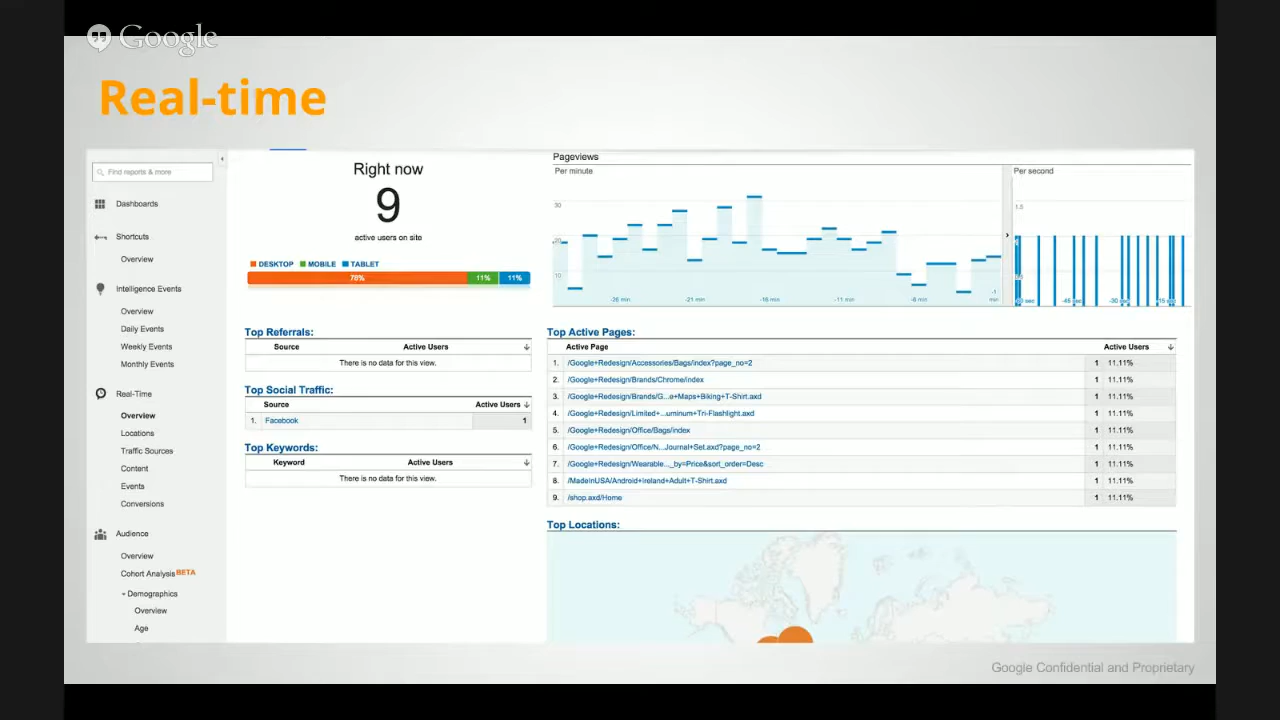 Google
Real-time
Find reports & more
Dashboards
Shortcuts
Overview
Intelligence Events
Overview
Daily Events
Weekly Events
Monthly Events
Real-Time
Overview
Locations
Traffic Sources
Content
Events
Conversions
Audience
Overview
Cohort Analysis BETA
Demographics
Overview
Age
Right now
9
active users on site
DESKTOP MOBILE TABLET
78% 11% 11%
Top Referrals:
Source Active Users
There is no data for this view.
Top Social Traffic:
Source Active Users
1. Facebook 1
Top Keywords:
Keyword Active Users
There is no data for this view.
Pageviews
Per minute
30
20
10
-26 min -21 min -16 min -11 min -6 min -1 min
Per second
1.5
-45 sec -30 sec -15 sec
Top Active Pages:
Active Page Active Users
1. /Google+Redesign/Accessories/Bags/index?page_no=2 1 11.11%
2. /Google+Redesign/Brands/Chrome/index 1 11.11%
3. /Google+Redesign/Brands/G...e+Maps+Biking+T-Shirt.axd 1 11.11%
4. /Google+Redesign/Limited+...uminum+Tri-Flashlight.axd 1 11.11%
5. /Google+Redesign/Office/Bags/index 1 11.11%
6. /Google+Redesign/Office/N...Journal+Set.axd?page_no=2 1 11.11%
7. /Google+Redesign/Wearable..._by=Price&sort_order=Desc 1 11.11%
8. /MadeInUSA/Android+Ireland+Adult+T-Shirt.axd 1 11.11%
9. /shop.axd/Home 1 11.11%
Top Locations:
Google Confidential and Proprietary